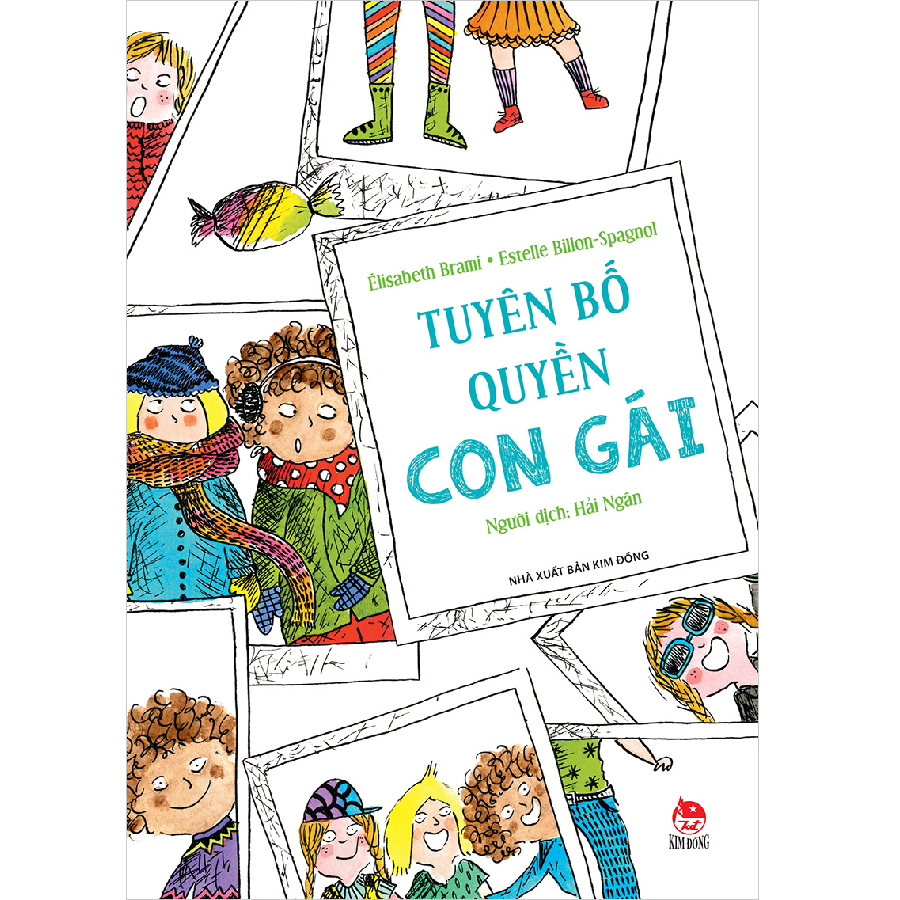 Élisabeth Brami • Estelle Billon-Spagnol
TUYÊN BỐ
QUYỀN
CON GÁI
Người dịch: Hải Ngân
NHÀ XUẤT BẢN KIM ĐỒNG
KĐ
KIM ĐỒNG